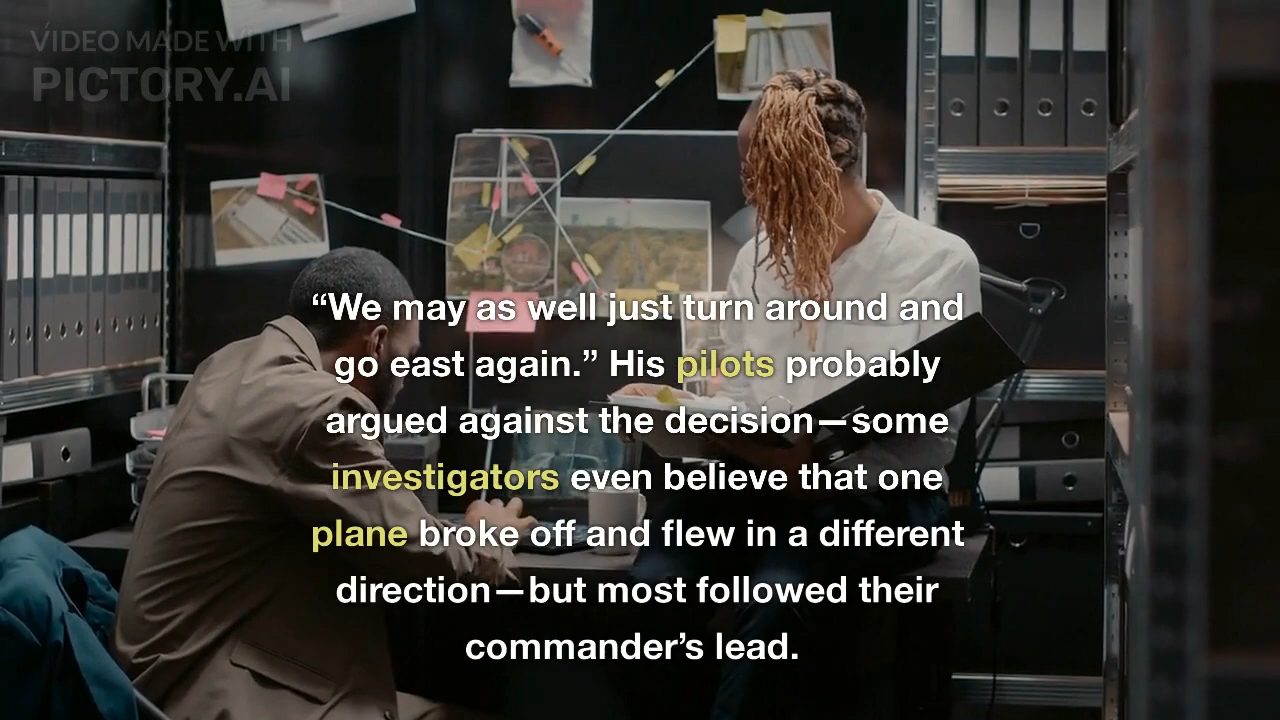 VIDEO MADE WITH
PICTORY.AI
“We may as well just turn around and
go east again.” His pilots probably
argued against the decision—some
investigators even believe that one
plane broke off and flew in a different
direction—but most followed their
commander’s lead.